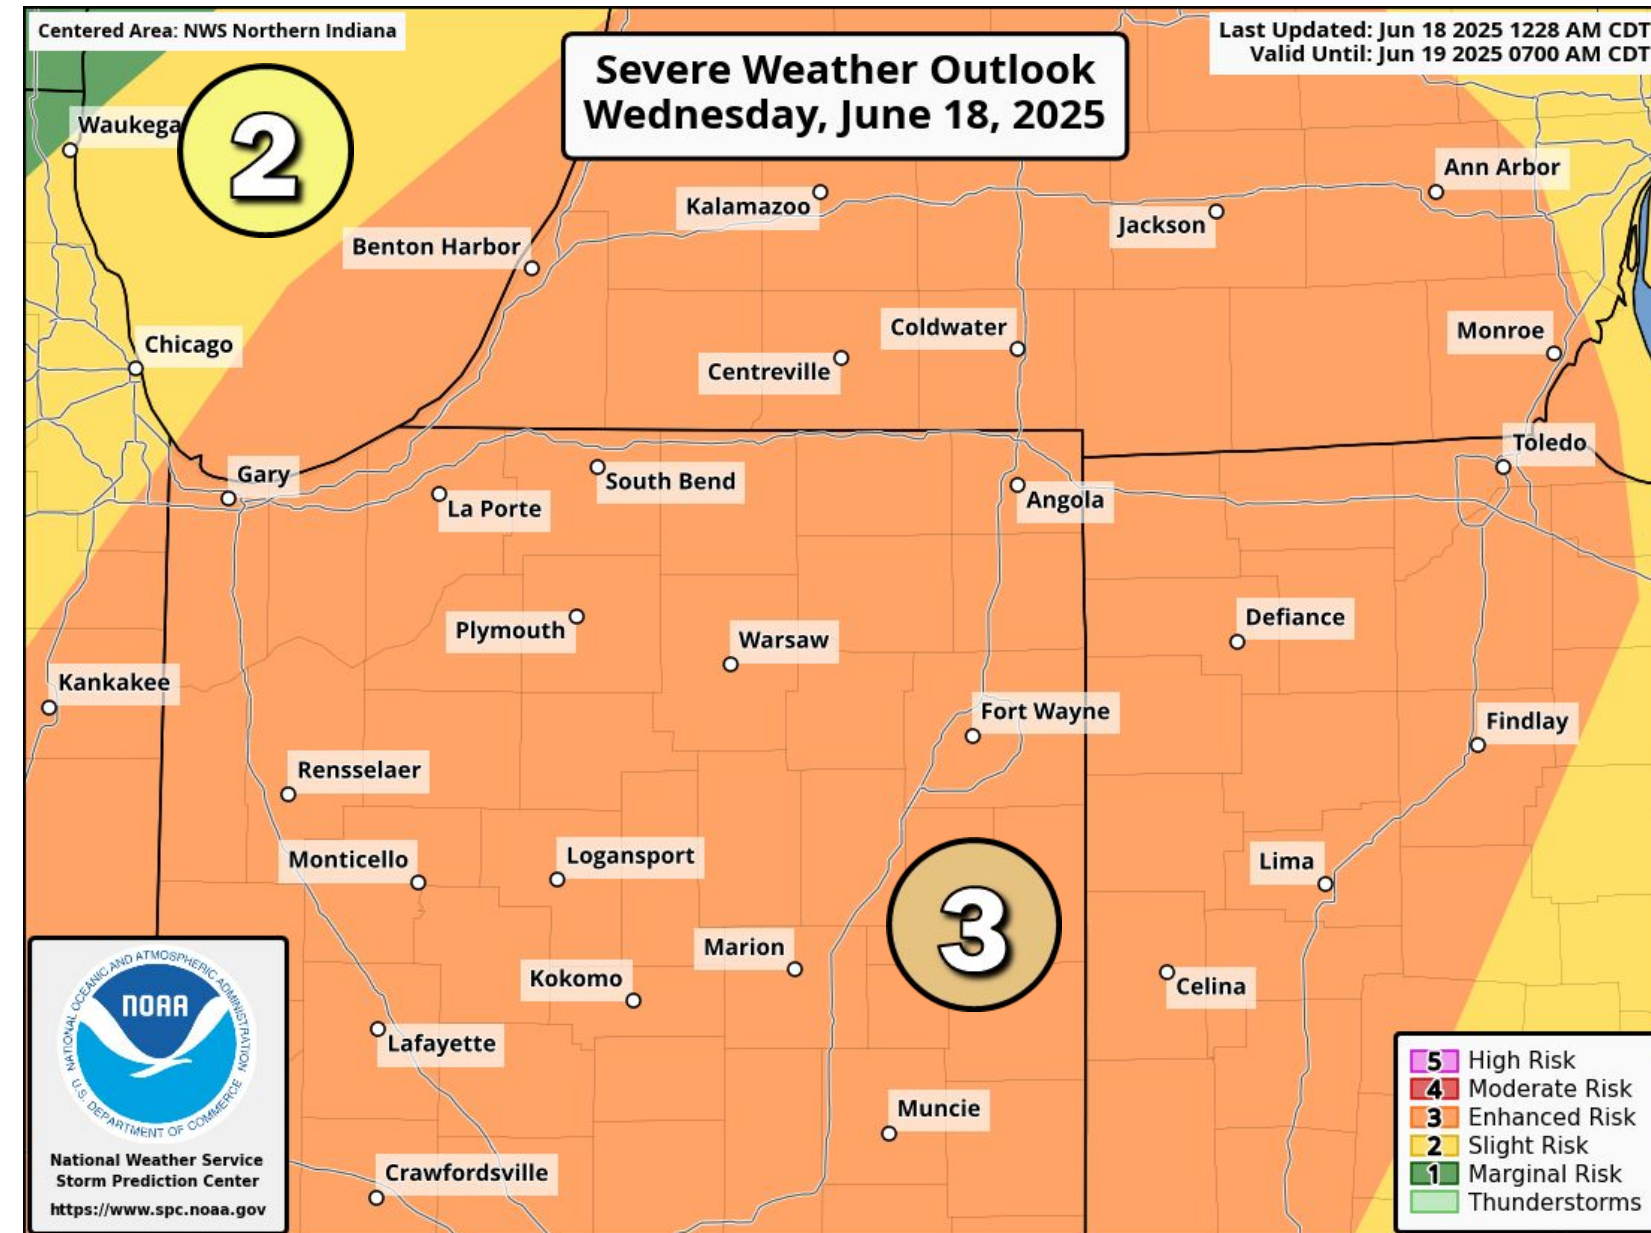 Centered Area: NWS Northern Indiana
Last Updated: Jun 18 2025 1228 AM CDT
Valid Until: Jun 19 2025 0700 AM CDT
Severe Weather Outlook
Wednesday, June 18, 2025
Waukega
2
Ann Arbor
Kalamazoo
Jackson
Benton Harbor
Chicago
Coldwater
Monroe
Centreville
Toledo
Gary
South Bend
La Porte
Angola
Plymouth
Warsaw
Defiance
Kankakee
Fort Wayne
Findlay
Rensselaer
Monticello
Logansport
Lima
3
Marion
Kokomo
Celina
Lafayette
Muncie
Crawfordsville
NATIONAL OCEANIC AND ATMOSPHERIC ADMINISTRATION
NOAA
U.S. DEPARTMENT OF COMMERCE
National Weather Service
Storm Prediction Center
https://www.spc.noaa.gov
5 High Risk
4 Moderate Risk
3 Enhanced Risk
2 Slight Risk
1 Marginal Risk
Thunderstorms